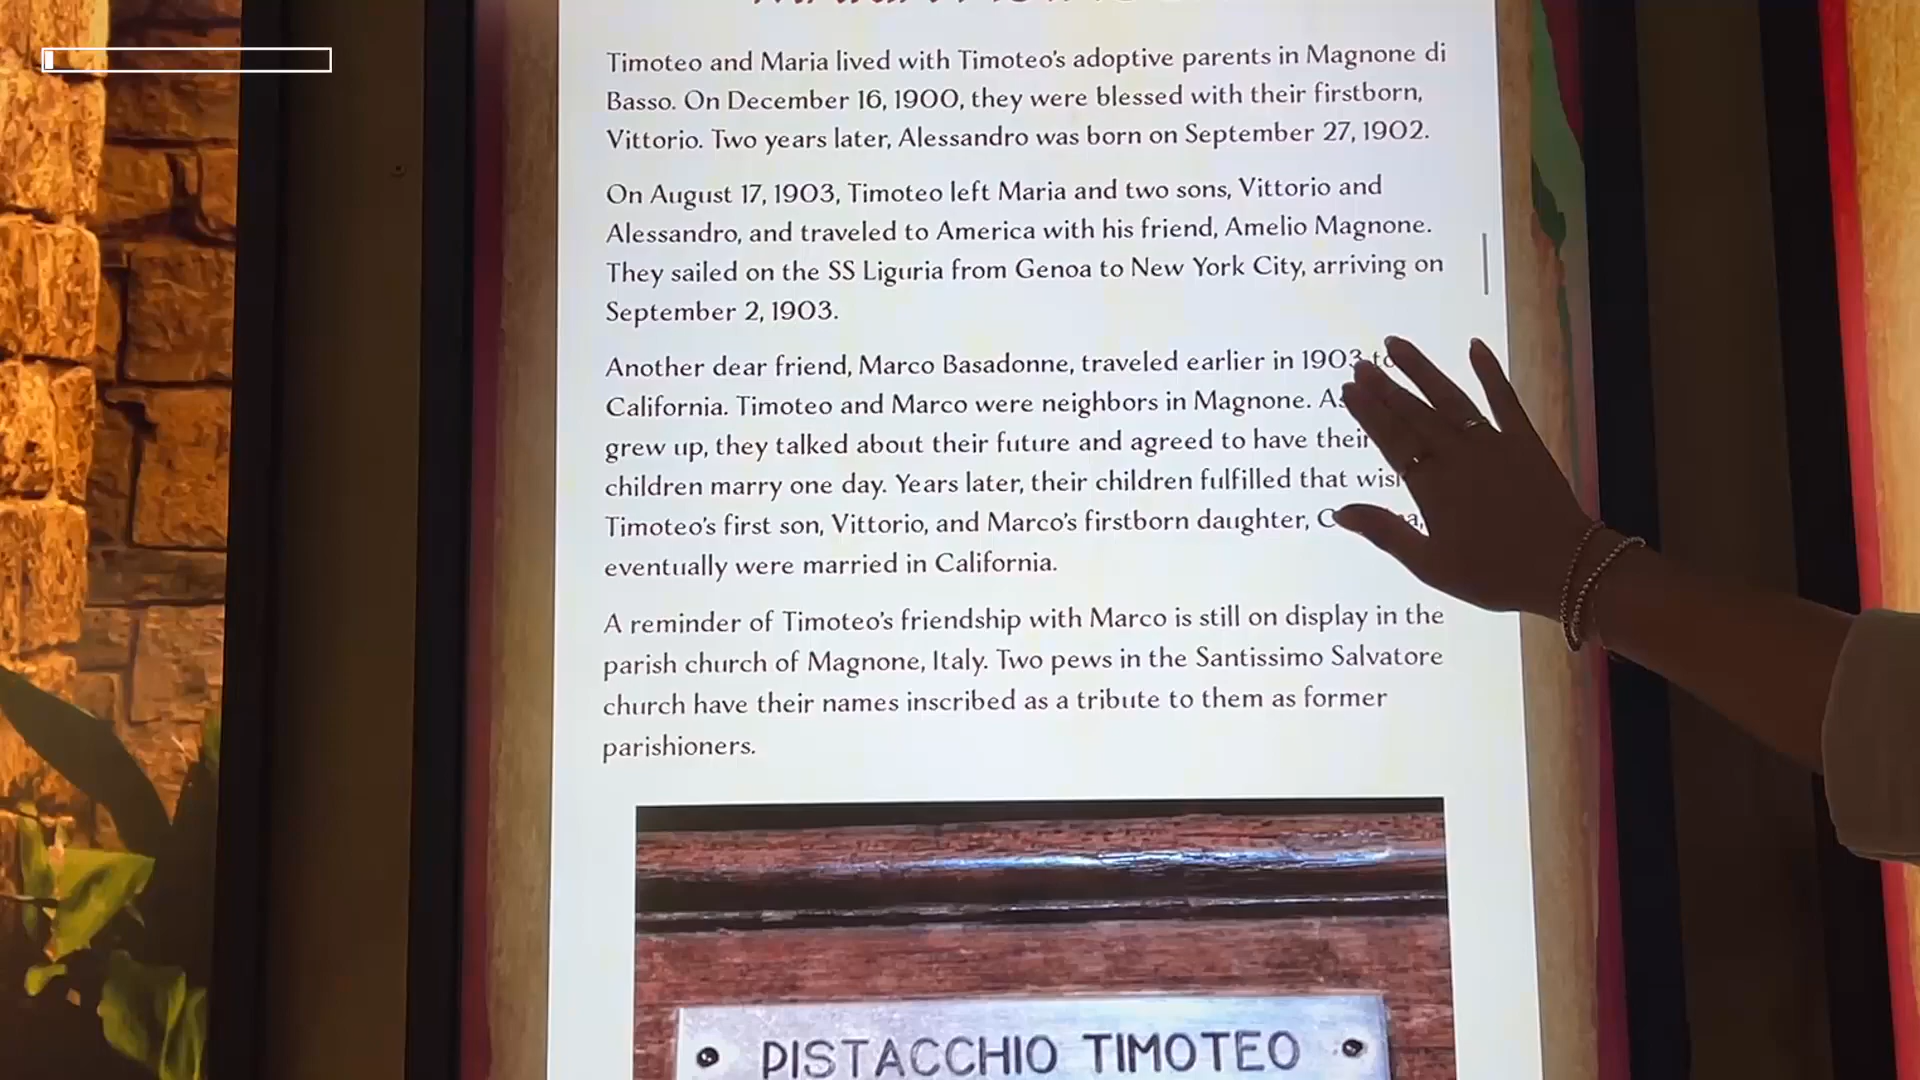 Timoteo and Maria lived with Timoteo's adoptive parents in Magnone di
Basso. On December 16, 1900, they were blessed with their firstborn,
Vittorio. Two years later, Alessandro was born on September 27, 1902.
On August 17, 1903, Timoteo left Maria and two sons, Vittorio and
Alessandro, and traveled to America with his friend, Amelio Magnone.
They sailed on the SS Liguria from Genoa to New York City, arriving on
September 2, 1903.
Another dear friend, Marco Basadonne, traveled earlier in 1903 to
California. Timoteo and Marco were neighbors in Magnone.
grew up, they talked about their future and agreed to have their
children marry one day. Years later, their children fulfilled that
Timoteo's first son, Vittorio, and Marco's firstborn daughter,
eventually were married in California.
A reminder of Timoteo's friendship with Marco is still on display in the
parish church of Magnone, Italy. Two pews in the Santissimo Salvatore
church have their names inscribed as a tribute to them as former
parishioners.
PISTACCHIO TIMOTEO